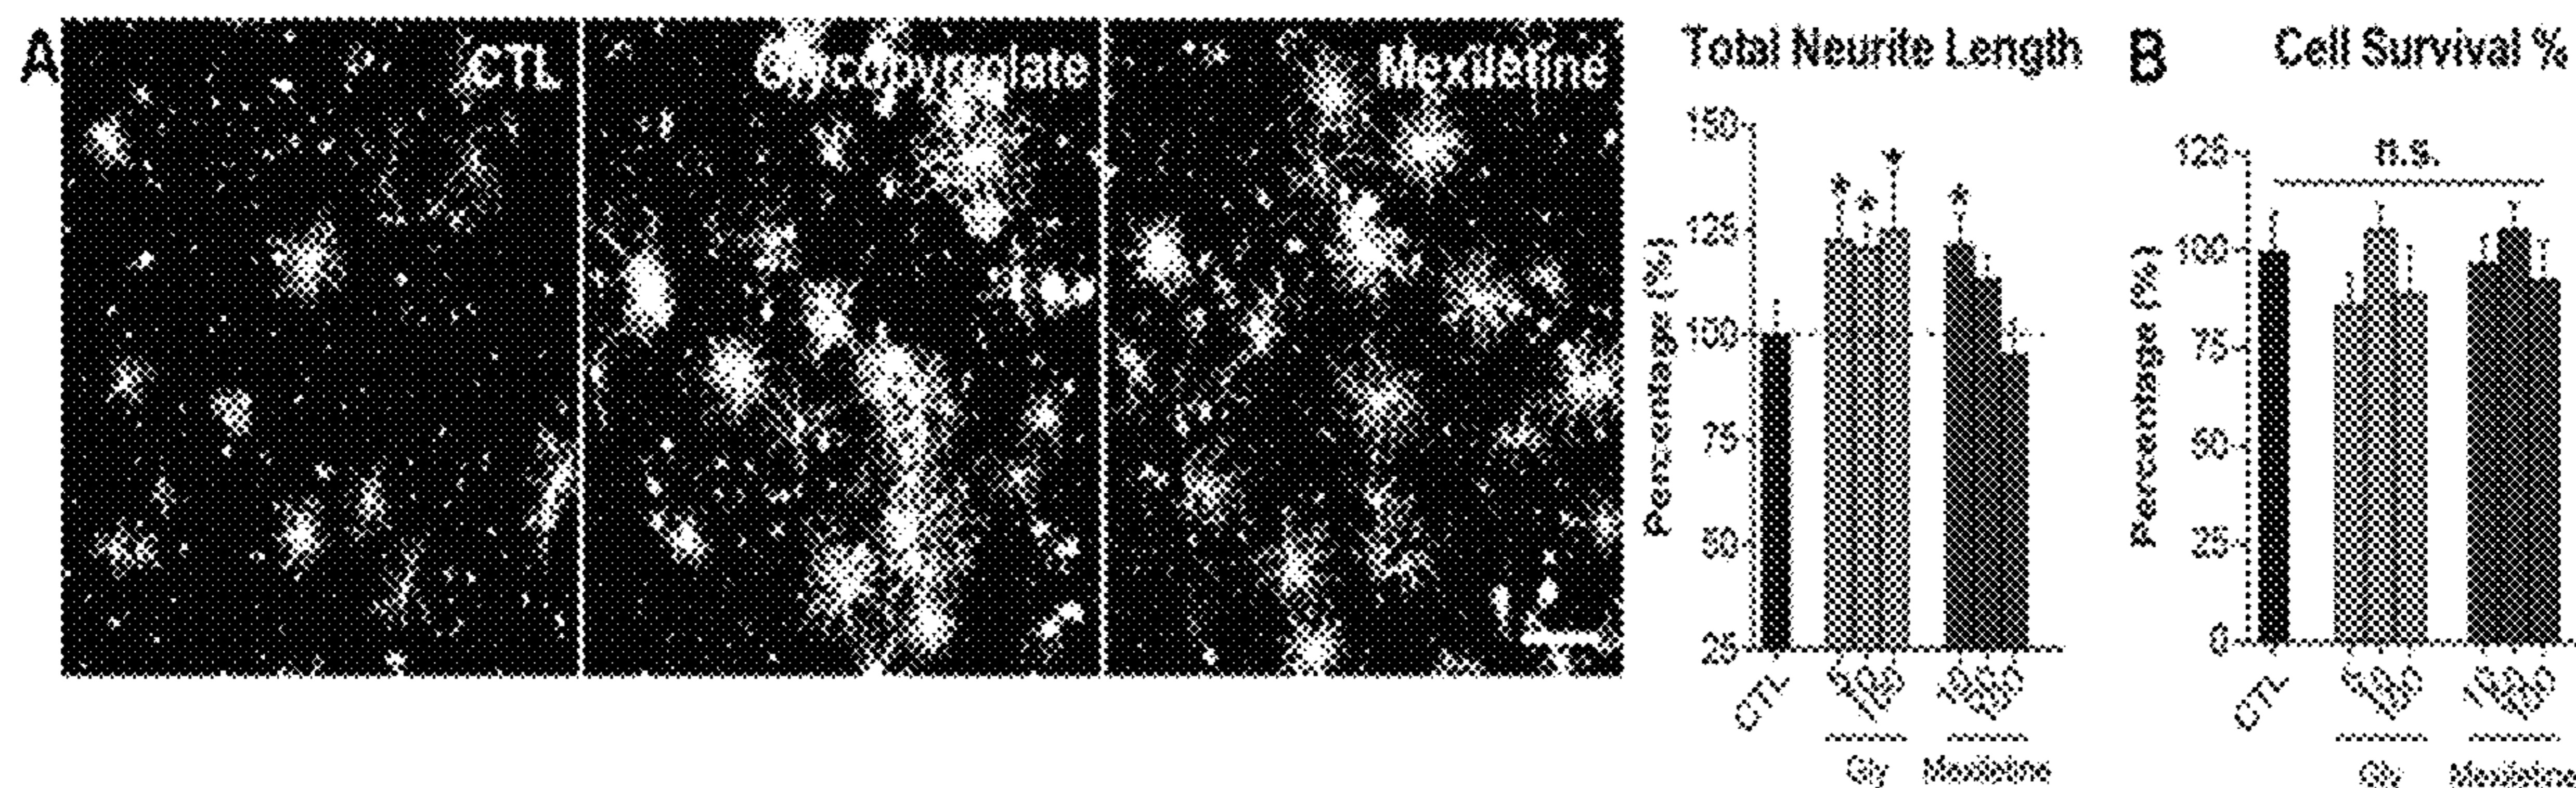 A
CTL
Glycopyrrolate
Mexiletine
Total Neurite Length
Percentage (%)
150
125
100
75
50
25
CTL
Gly
Mexiletine
B
Cell Survival %
Percentage (%)
125
100
75
50
25
0
n.s.
CTL
Gly
Mexiletine